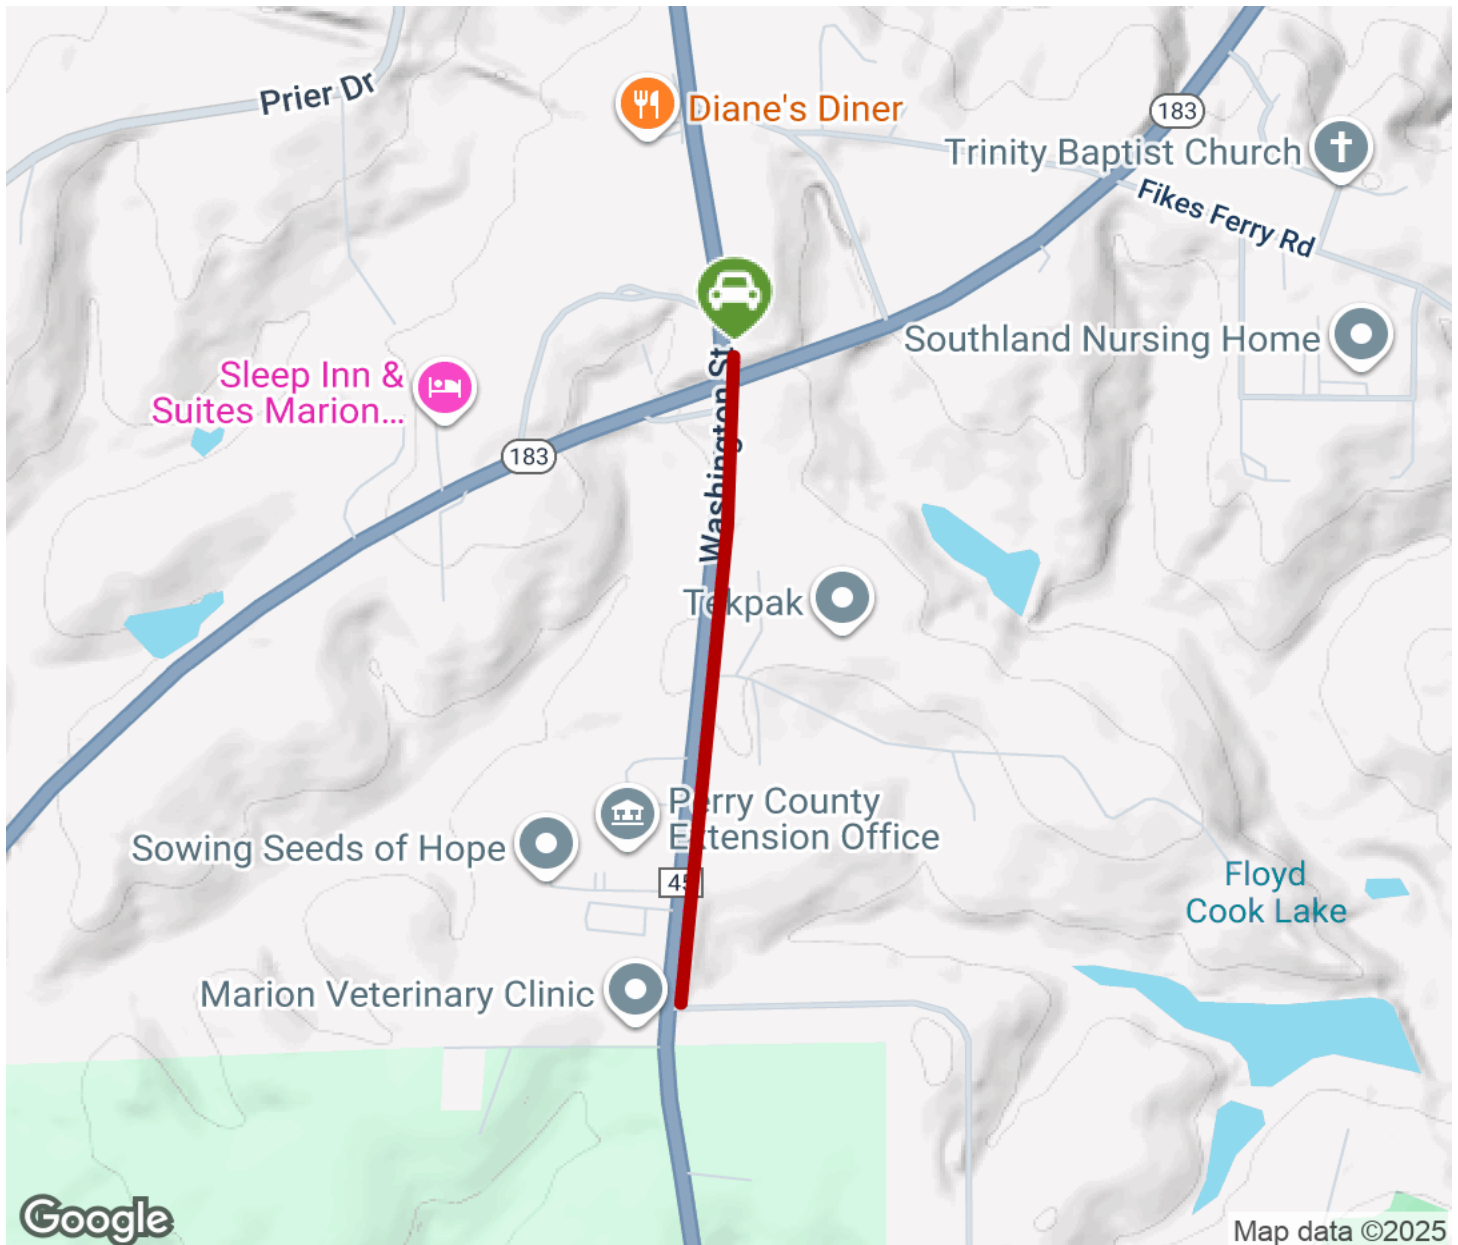 Prier Dr
Diane's Diner
183
Trinity Baptist Church
Fikes Ferry Rd
Southland Nursing Home
Sleep Inn &
Suites Marion...
Washington St
183
Tekpak
Perry County
Extension Office
Sowing Seeds of Hope
45
Floyd
Cook Lake
Marion Veterinary Clinic
Google
Map data ©2025